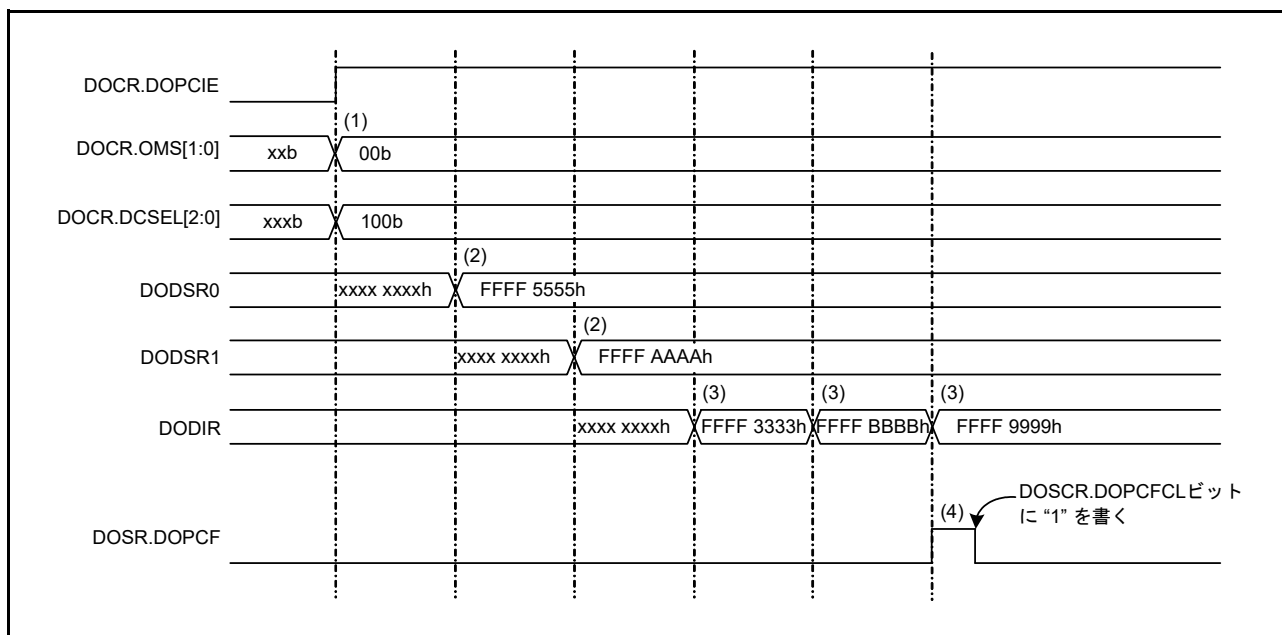 DOCR.DOPCIE
(1)
DOCR.OMS[1:0] xxb 00b
DOCR.DCSEL[2:0] xxxb 100b
(2)
DODSR0 xxxx xxxxh FFFF 5555h
(2)
DODSR1 xxxx xxxxh FFFF AAAAh
(3) (3) (3)
DODIR xxxx xxxxh FFFF 3333h FFFF BBBBh FFFF 9999h
DOSCR.DOPCFCLビット
に “1” を書く
(4)
DOSR.DOPCF